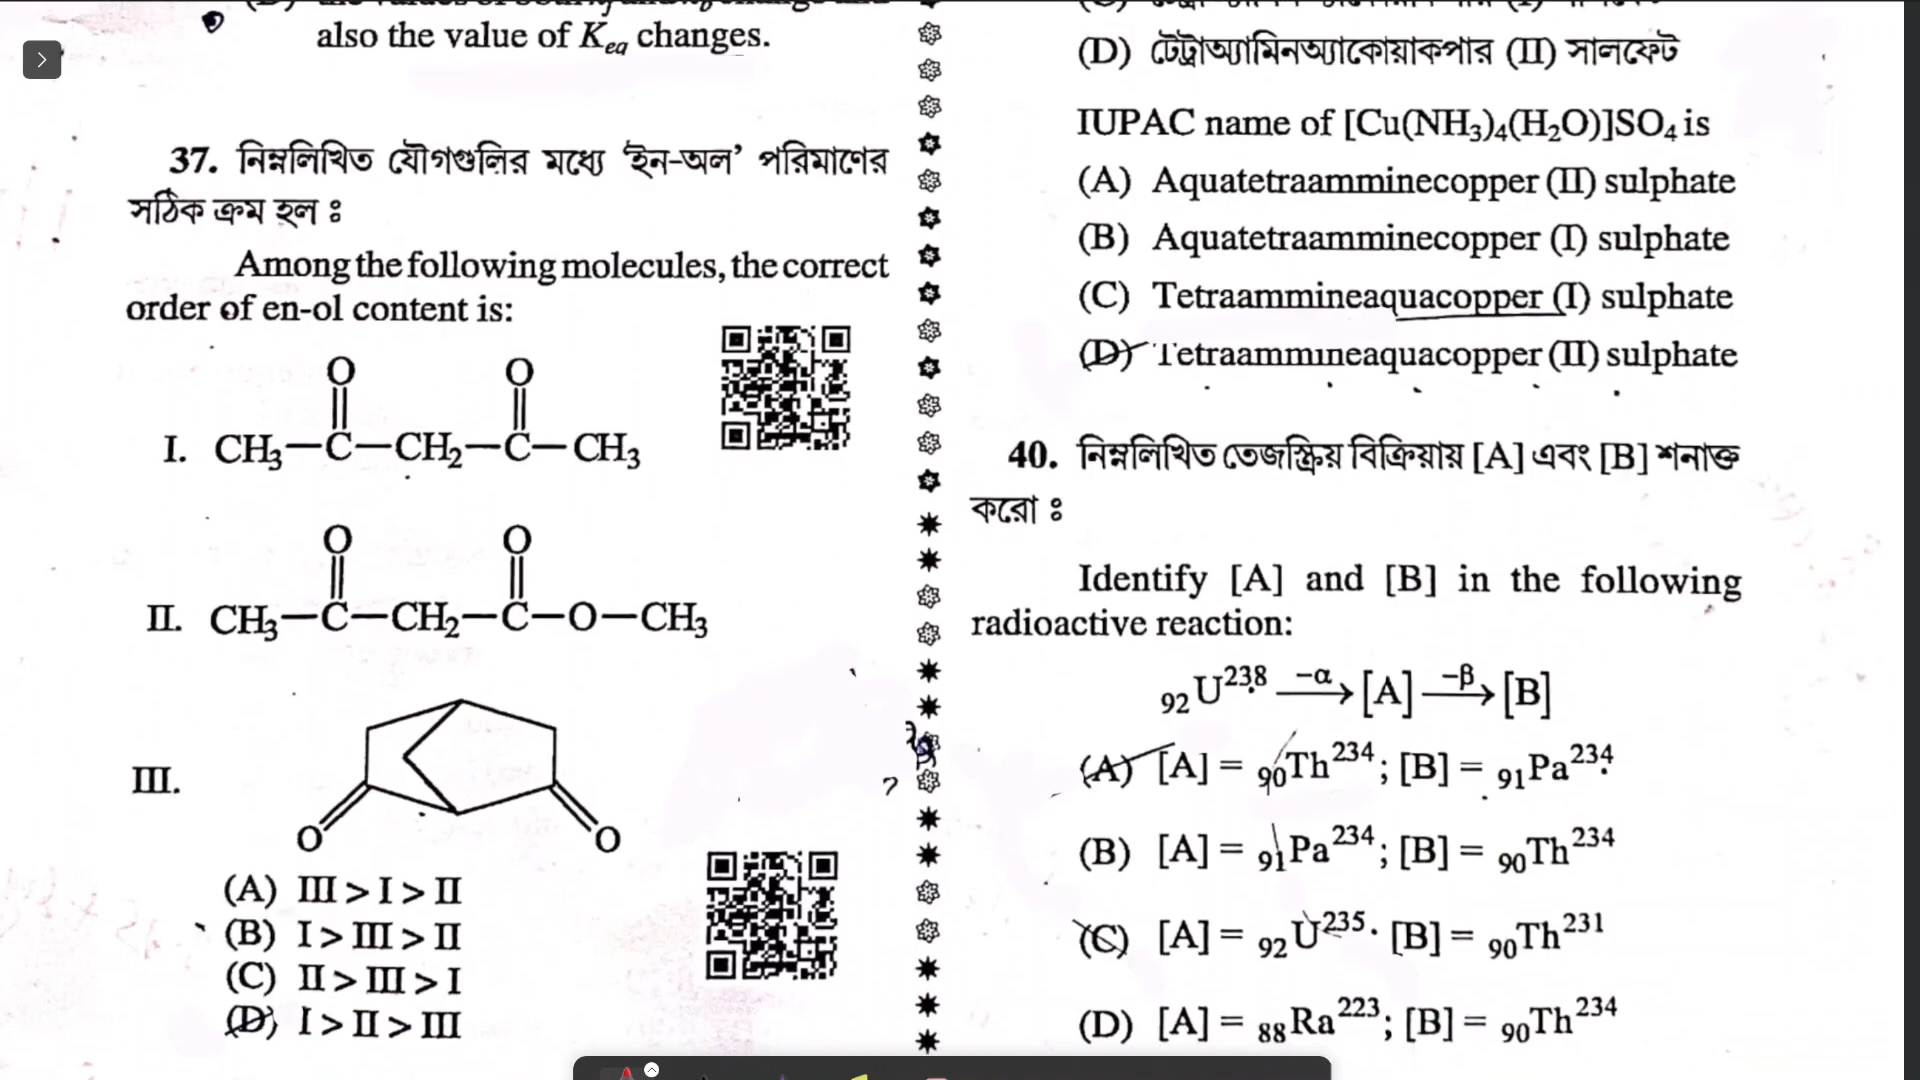 also the value of Keq changes.
37. নিম্নলিখিত যৌগগুলির মধ্যে ‘ইন-অল’ পরিমাণের
সঠিক ক্রম হল ঃ
Among the following molecules, the correct
order of en-ol content is:
O O
I. CH₃—C—CH₂—C—CH₃
O O
II. CH₃—C—CH₂—C—O—CH₃
III.
O O
(A) III > I > II
(B) I > III > II
(C) II > III > I
(D) I > II > III
(D) টেট্রাঅ্যামিনঅ্যাকোয়াকপার (II) সালফেট
IUPAC name of [Cu(NH₃)₄(H₂O)]SO₄ is
(A) Aquatetraamminecopper (II) sulphate
(B) Aquatetraamminecopper (I) sulphate
(C) Tetraammineaquacopper (I) sulphate
(D) Tetraammineaquacopper (II) sulphate
40. নিম্নলিখিত তেজস্ক্রিয় বিক্রিয়ায় [A] এবং [B] শনাক্ত
করো ঃ
Identify [A] and [B] in the following
radioactive reaction:
₉₂U²³⁸ —−α→ [A] —−β→ [B]
(A) [A] = ₉₀Th²³⁴; [B] = ₉₁Pa²³⁴.
(B) [A] = ₉₁Pa²³⁴; [B] = ₉₀Th²³⁴
(C) [A] = ₉₂U²³⁵. [B] = ₉₀Th²³¹
(D) [A] = ₈₈Ra²²³; [B] = ₉₀Th²³⁴